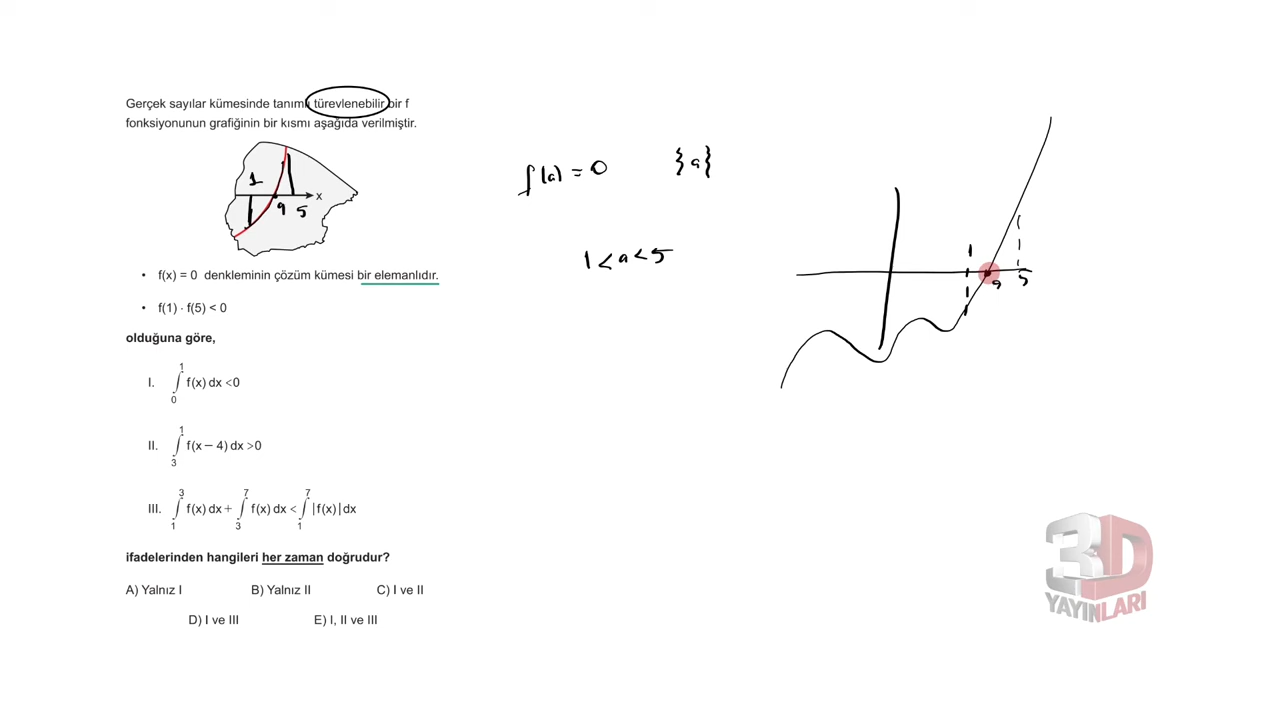 Gerçek sayılar kümesinde tanımlı türevlenebilir bir f
fonksiyonunun grafiğinin bir kısmı aşağıda verilmiştir.
1
x
a 5
• f(x) = 0 denkleminin çözüm kümesi bir elemanlıdır.
• f(1) · f(5) < 0
olduğuna göre,
I. ∫₀¹ f(x) dx <0
II. ∫₃¹ f(x − 4) dx >0
III. ∫₁³ f(x) dx + ∫₃⁷ f(x) dx < ∫₁⁷ |f(x)| dx
ifadelerinden hangileri her zaman doğrudur?
A) Yalnız I B) Yalnız II C) I ve II
D) I ve III E) I, II ve III
f(a) = 0 {a}
1 < a < 5
1
a 5
3D
YAYINLARI